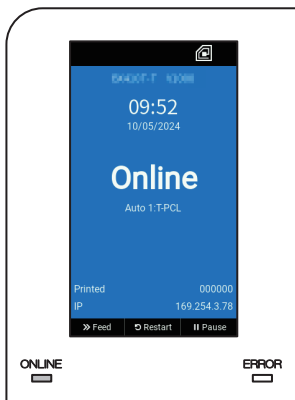 09:52
10/05/2024
Online
Auto 1:T-PCL
Printed 000000
IP 169.254.3.78
Feed Restart Pause
ONLINE ERROR